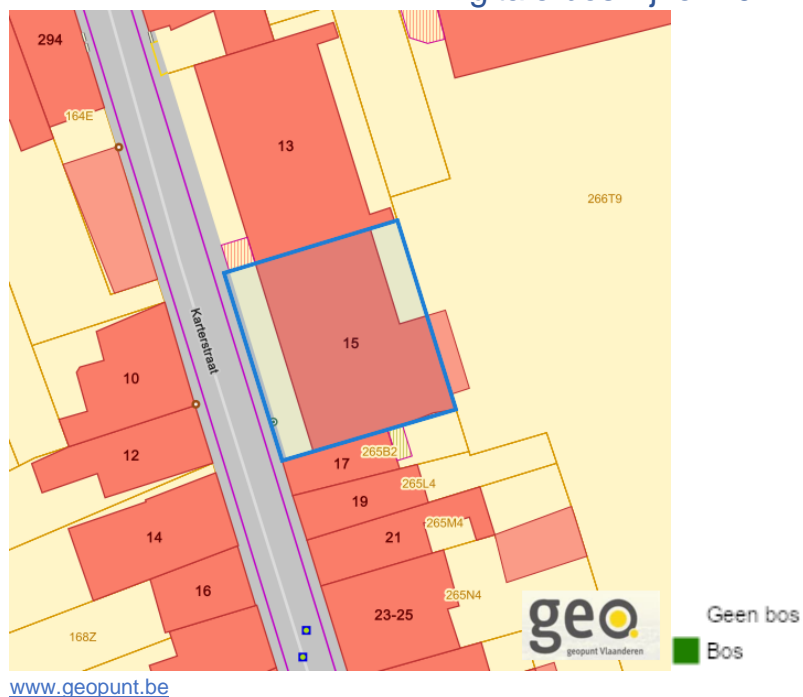 294
164E
13
266T9
Karterstraat
15
10
12
17
265B2
19
265L4
14
21
265M4
16
23-25
265N4
168Z
geo
geopunt Vlaanderen
Geen bos
Bos
www.geopunt.be